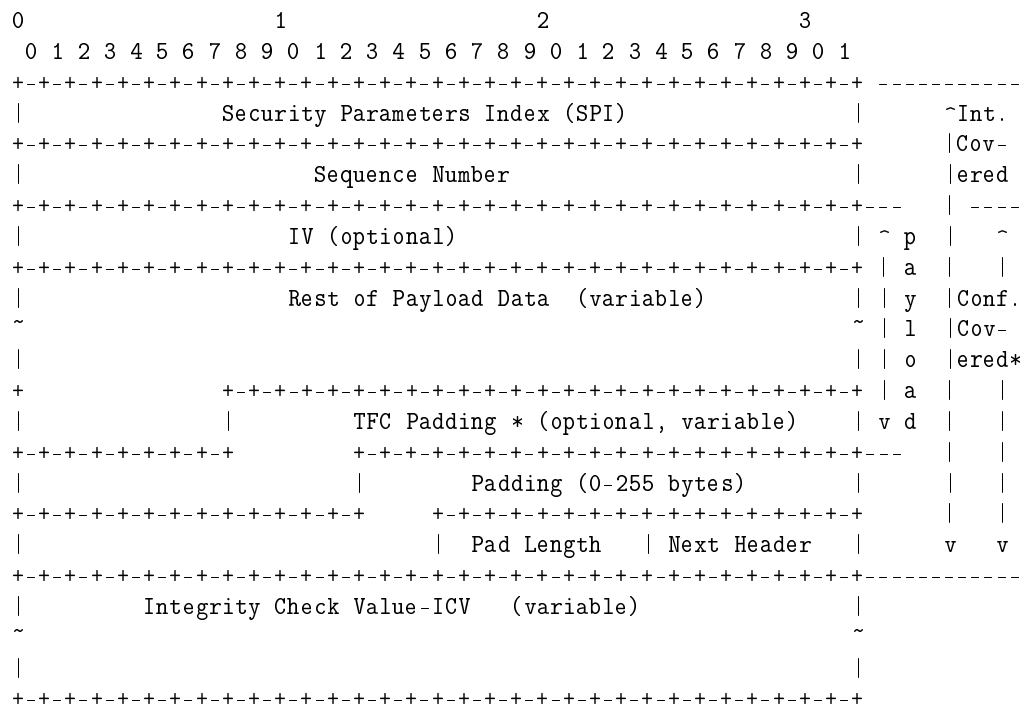 0                   1                   2                   3
 0 1 2 3 4 5 6 7 8 9 0 1 2 3 4 5 6 7 8 9 0 1 2 3 4 5 6 7 8 9 0 1
+-+-+-+-+-+-+-+-+-+-+-+-+-+-+-+-+-+-+-+-+-+-+-+-+-+-+-+-+-+-+-+-+ -----------
|               Security Parameters Index (SPI)                  |      ^Int.
+-+-+-+-+-+-+-+-+-+-+-+-+-+-+-+-+-+-+-+-+-+-+-+-+-+-+-+-+-+-+-+-+      |Cov-
|                      Sequence Number                          |      |ered
+-+-+-+-+-+-+-+-+-+-+-+-+-+-+-+-+-+-+-+-+-+-+-+-+-+-+-+-+-+-+-+-+---   | ----
|                    IV (optional)                              | ^ p  |   ^
+-+-+-+-+-+-+-+-+-+-+-+-+-+-+-+-+-+-+-+-+-+-+-+-+-+-+-+-+-+-+-+-+ | a  |   |
|                    Rest of Payload Data  (variable)           | | y  |Conf.
~                                                               ~ | l  |Cov-
|                                                               | | o  |ered*
+               +-+-+-+-+-+-+-+-+-+-+-+-+-+-+-+-+-+-+-+-+-+-+-+-+ | a  |   |
|               |         TFC Padding * (optional, variable)    | v d  |   |
+-+-+-+-+-+-+-+-+         +-+-+-+-+-+-+-+-+-+-+-+-+-+-+-+-+-+-+-+---   |   |
|                         |        Padding (0-255 bytes)        |      |   |
+-+-+-+-+-+-+-+-+-+-+-+-+-+     +-+-+-+-+-+-+-+-+-+-+-+-+-+-+-+-+      |   |
|                               |  Pad Length   | Next Header   |      v   v
+-+-+-+-+-+-+-+-+-+-+-+-+-+-+-+-+-+-+-+-+-+-+-+-+-+-+-+-+-+-+-+-+------------
|         Integrity Check Value-ICV   (variable)                |
~                                                               ~
|                                                               |
+-+-+-+-+-+-+-+-+-+-+-+-+-+-+-+-+-+-+-+-+-+-+-+-+-+-+-+-+-+-+-+-+